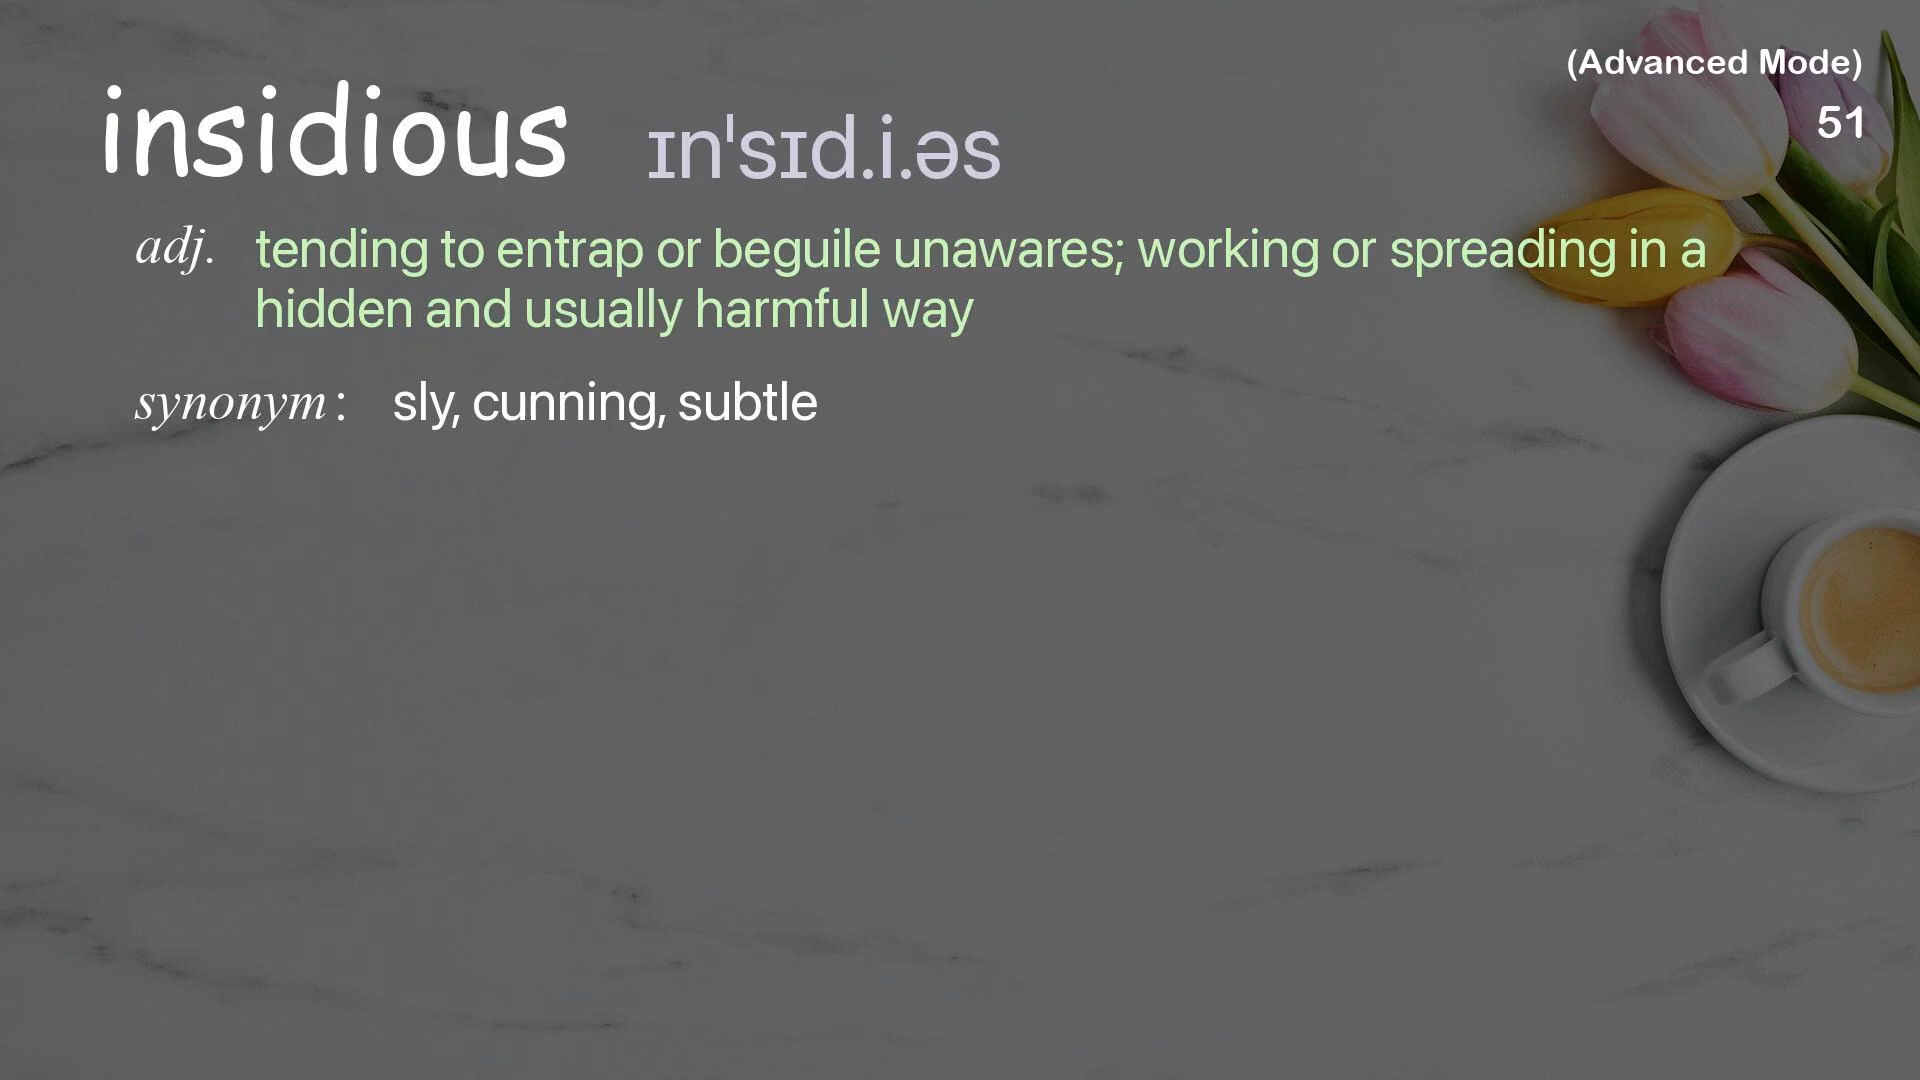 (Advanced Mode)
51
insidious ɪnˈsɪd.i.əs
adj. tending to entrap or beguile unawares; working or spreading in a
hidden and usually harmful way
synonym: sly, cunning, subtle